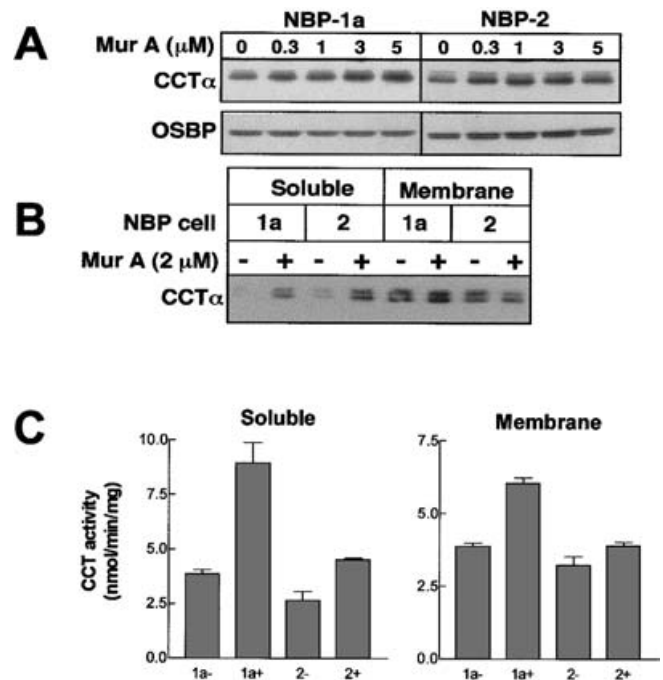 A
NBP-1a NBP-2
Mur A (μM) 0 0.3 1 3 5 0 0.3 1 3 5
CCTα
OSBP
B
Soluble Membrane
NBP cell 1a 2 1a 2
Mur A (2 μM) - + - + - + - +
CCTα
C
Soluble Membrane
CCT activity
(nmol/min/mg)
10.0
7.5
5.0
2.5
0.0
1a- 1a+ 2- 2+
7.5
5.0
2.5
0.0
1a- 1a+ 2- 2+